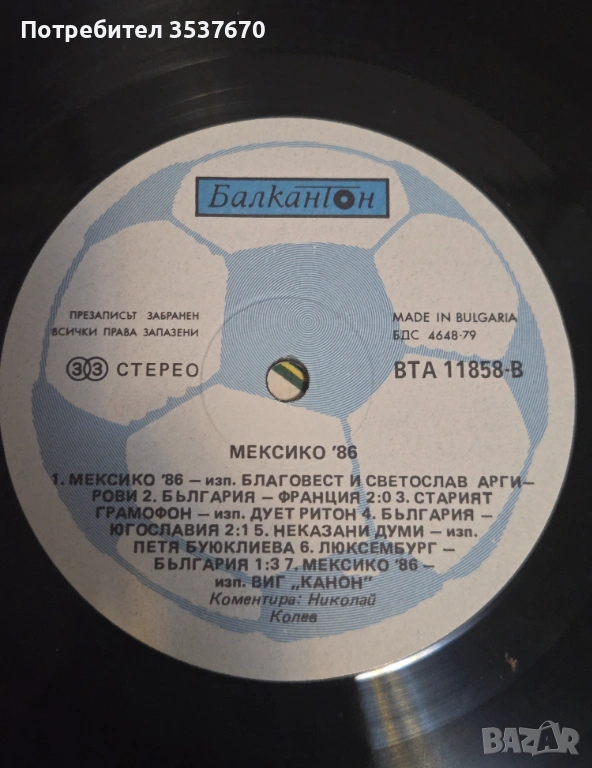 Потребител 3537670
БалканТон
ПРЕЗАПИСЪТ ЗАБРАНЕН
ВСИЧКИ ПРАВА ЗАПАЗЕНИ
MADE IN BULGARIA
БДС 4648-79
33 СТЕРЕО
ВТА 11858-В
МЕКСИКО '86
1. МЕКСИКО '86 – изп. БЛАГОВЕСТ И СВЕТОСЛАВ АРГИ–
РОВИ 2. БЪЛГАРИЯ – ФРАНЦИЯ 2:0 3. СТАРИЯТ
ГРАМОФОН – изп. ДУЕТ РИТОН 4. БЪЛГАРИЯ –
ЮГОСЛАВИЯ 2:1 5. НЕКАЗАНИ ДУМИ – изп.
ПЕТЯ БУЮКЛИЕВА 6. ЛЮКСЕМБУРГ –
БЪЛГАРИЯ 1:3 7. МЕКСИКО '86 –
изп. ВИГ „КАНОН"
Коментира: Николай
Колев
BAZAR